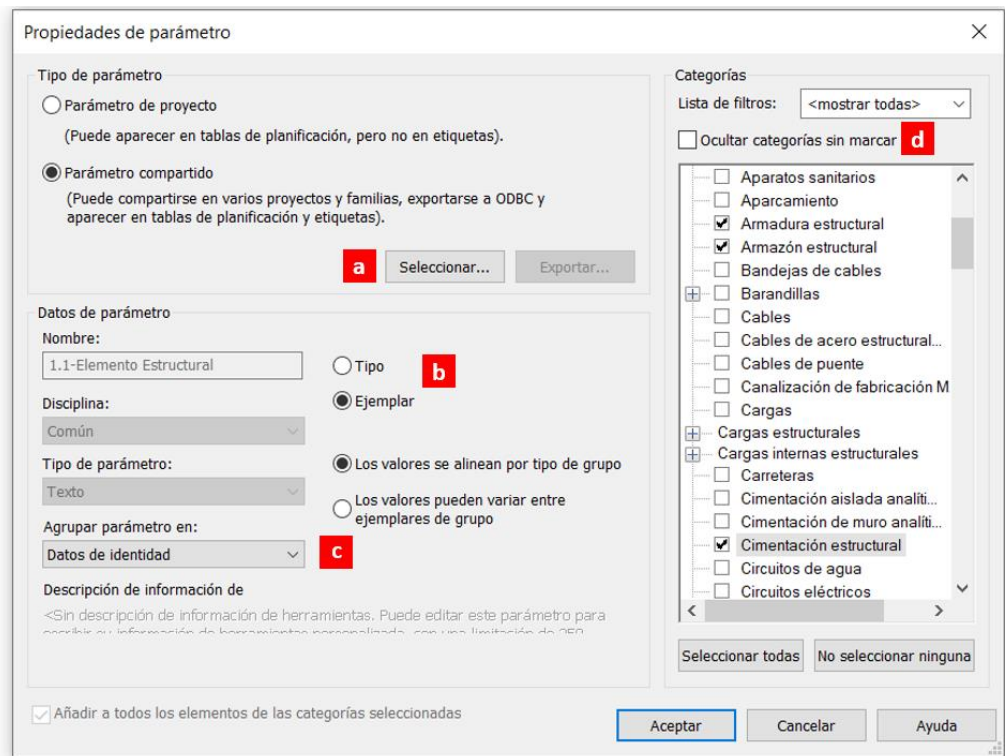 Propiedades de parámetro
Tipo de parámetro
Parámetro de proyecto
(Puede aparecer en tablas de planificación, pero no en etiquetas).
Parámetro compartido
(Puede compartirse en varios proyectos y familias, exportarse a ODBC y
aparecer en tablas de planificación y etiquetas).
a
Seleccionar...
Exportar...
Datos de parámetro
Nombre:
1.1-Elemento Estructural
Tipo
b
Disciplina:
Ejemplar
Común
Tipo de parámetro:
Los valores se alinean por tipo de grupo
Texto
Los valores pueden variar entre
ejemplares de grupo
Agrupar parámetro en:
Datos de identidad
c
Descripción de información de
<Sin descripción de información de herramientas. Puede editar este parámetro para
Añadir a todos los elementos de las categorías seleccionadas
Categorías
Lista de filtros:
<mostrar todas>
Ocultar categorías sin marcar
d
Aparatos sanitarios
Aparcamiento
Armadura estructural
Armazón estructural
Bandejas de cables
Barandillas
Cables
Cables de acero estructural...
Cables de puente
Canalización de fabricación M
Cargas
Cargas estructurales
Cargas internas estructurales
Carreteras
Cimentación aislada analíti...
Cimentación de muro analíti...
Cimentación estructural
Circuitos de agua
Circuitos eléctricos
Seleccionar todas
No seleccionar ninguna
Aceptar
Cancelar
Ayuda